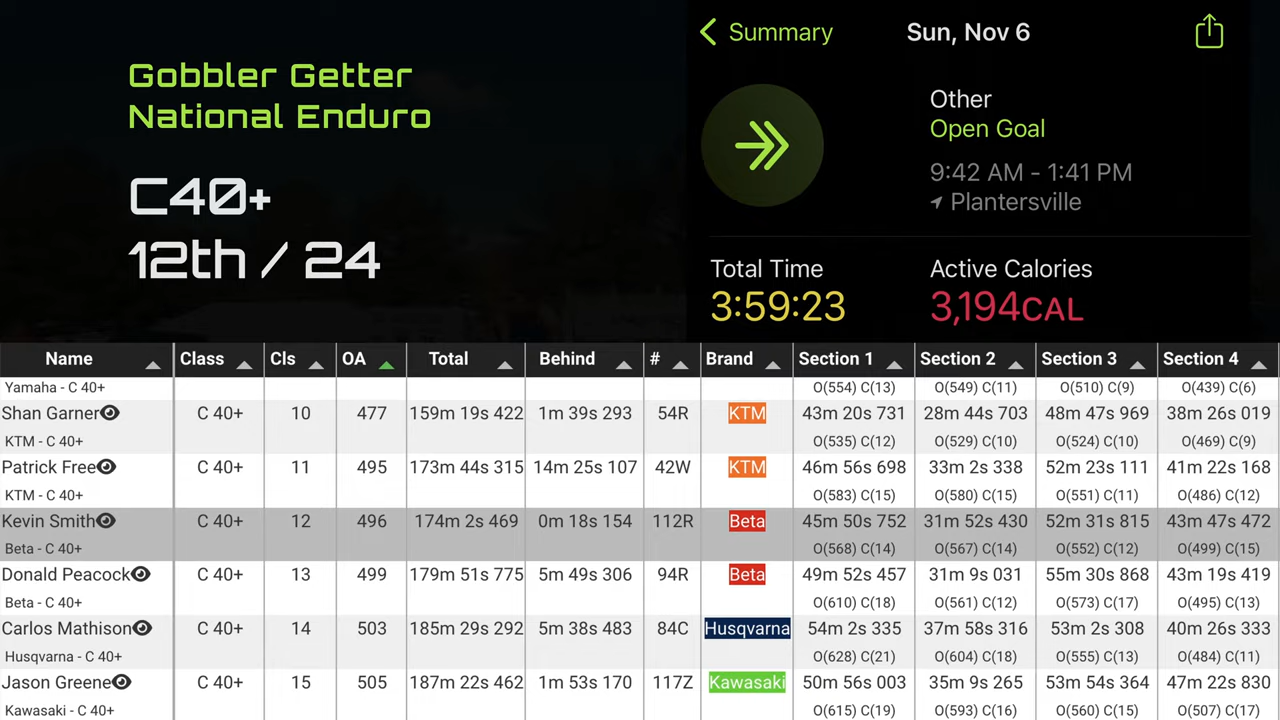 Gobbler Getter
National Enduro
C40+
12th / 24
Summary
Sun, Nov 6
Other
Open Goal
9:42 AM - 1:41 PM
Plantersville
Total Time
Active Calories
3:59:23
3,194CAL
Name Class Cls OA Total Behind # Brand Section 1 Section 2 Section 3 Section 4
Yamaha - C 40+ O(554) C(13) O(549) C(11) O(510) C(9) O(439) C(6)
Shan Garner C 40+ 10 477 159m 19s 422 1m 39s 293 54R KTM 43m 20s 731 28m 44s 703 48m 47s 969 38m 26s 019
KTM - C 40+ O(535) C(12) O(529) C(10) O(524) C(10) O(469) C(9)
Patrick Free C 40+ 11 495 173m 44s 315 14m 25s 107 42W KTM 46m 56s 698 33m 2s 338 52m 23s 111 41m 22s 168
KTM - C 40+ O(583) C(15) O(580) C(15) O(551) C(11) O(486) C(12)
Kevin Smith C 40+ 12 496 174m 2s 469 0m 18s 154 112R Beta 45m 50s 752 31m 52s 430 52m 31s 815 43m 47s 472
Beta - C 40+ O(568) C(14) O(567) C(14) O(552) C(12) O(499) C(15)
Donald Peacock C 40+ 13 499 179m 51s 775 5m 49s 306 94R Beta 49m 52s 457 31m 9s 031 55m 30s 868 43m 19s 419
Beta - C 40+ O(610) C(18) O(561) C(12) O(573) C(17) O(495) C(13)
Carlos Mathison C 40+ 14 503 185m 29s 292 5m 38s 483 84C Husqvarna 54m 2s 335 37m 58s 316 53m 2s 308 40m 26s 333
Husqvarna - C 40+ O(628) C(21) O(604) C(18) O(555) C(13) O(484) C(11)
Jason Greene C 40+ 15 505 187m 22s 462 1m 53s 170 117Z Kawasaki 50m 56s 003 35m 9s 265 53m 54s 364 47m 22s 830
Kawasaki - C 40+ O(615) C(19) O(593) C(16) O(560) C(15) O(507) C(17)